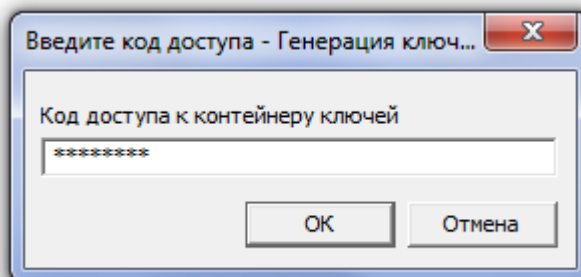 Введите код доступа - Генерация ключ...
Код доступа к контейнеру ключей
********
OK
Отмена